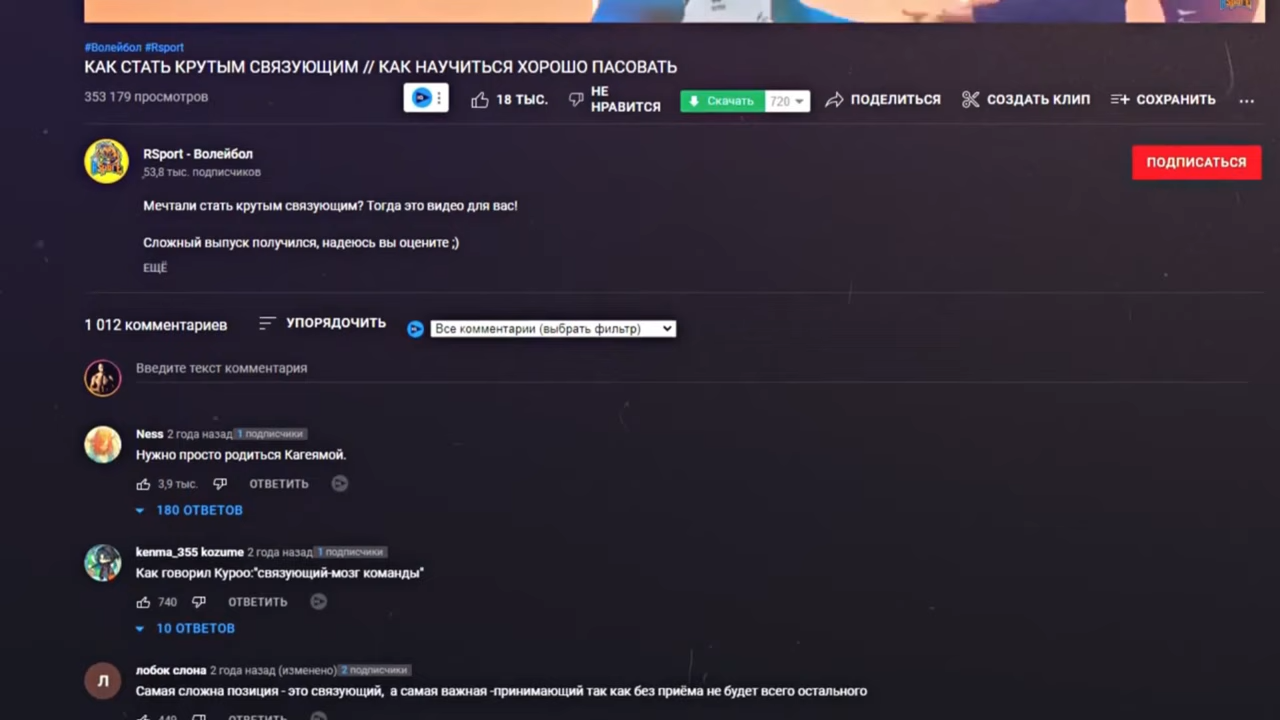 #Волейбол #Rsport
КАК СТАТЬ КРУТЫМ СВЯЗУЮЩИМ // КАК НАУЧИТЬСЯ ХОРОШО ПАСОВАТЬ
353 179 просмотров
18 ТЫС.
НЕ НРАВИТСЯ
Скачать 720
ПОДЕЛИТЬСЯ
СОЗДАТЬ КЛИП
СОХРАНИТЬ
RSport - Волейбол
53,8 тыс. подписчиков
ПОДПИСАТЬСЯ
Мечтали стать крутым связующим? Тогда это видео для вас!
Сложный выпуск получился, надеюсь вы оцените ;)
ЕЩЁ
1 012 комментариев
УПОРЯДОЧИТЬ
Все комментарии (выбрать фильтр)
Введите текст комментария
Ness 2 года назад 1 подписчики
Нужно просто родиться Кагеямой.
3,9 тыс. ОТВЕТИТЬ
180 ОТВЕТОВ
kenma_355 kozume 2 года назад 1 подписчики
Как говорил Куроо:"связующий-мозг команды"
740 ОТВЕТИТЬ
10 ОТВЕТОВ
Л
лобок слона 2 года назад (изменено) 2 подписчики
Самая сложна позиция - это связующий, а самая важная -принимающий так как без приёма не будет всего остального
449 ОТВЕТИТЬ